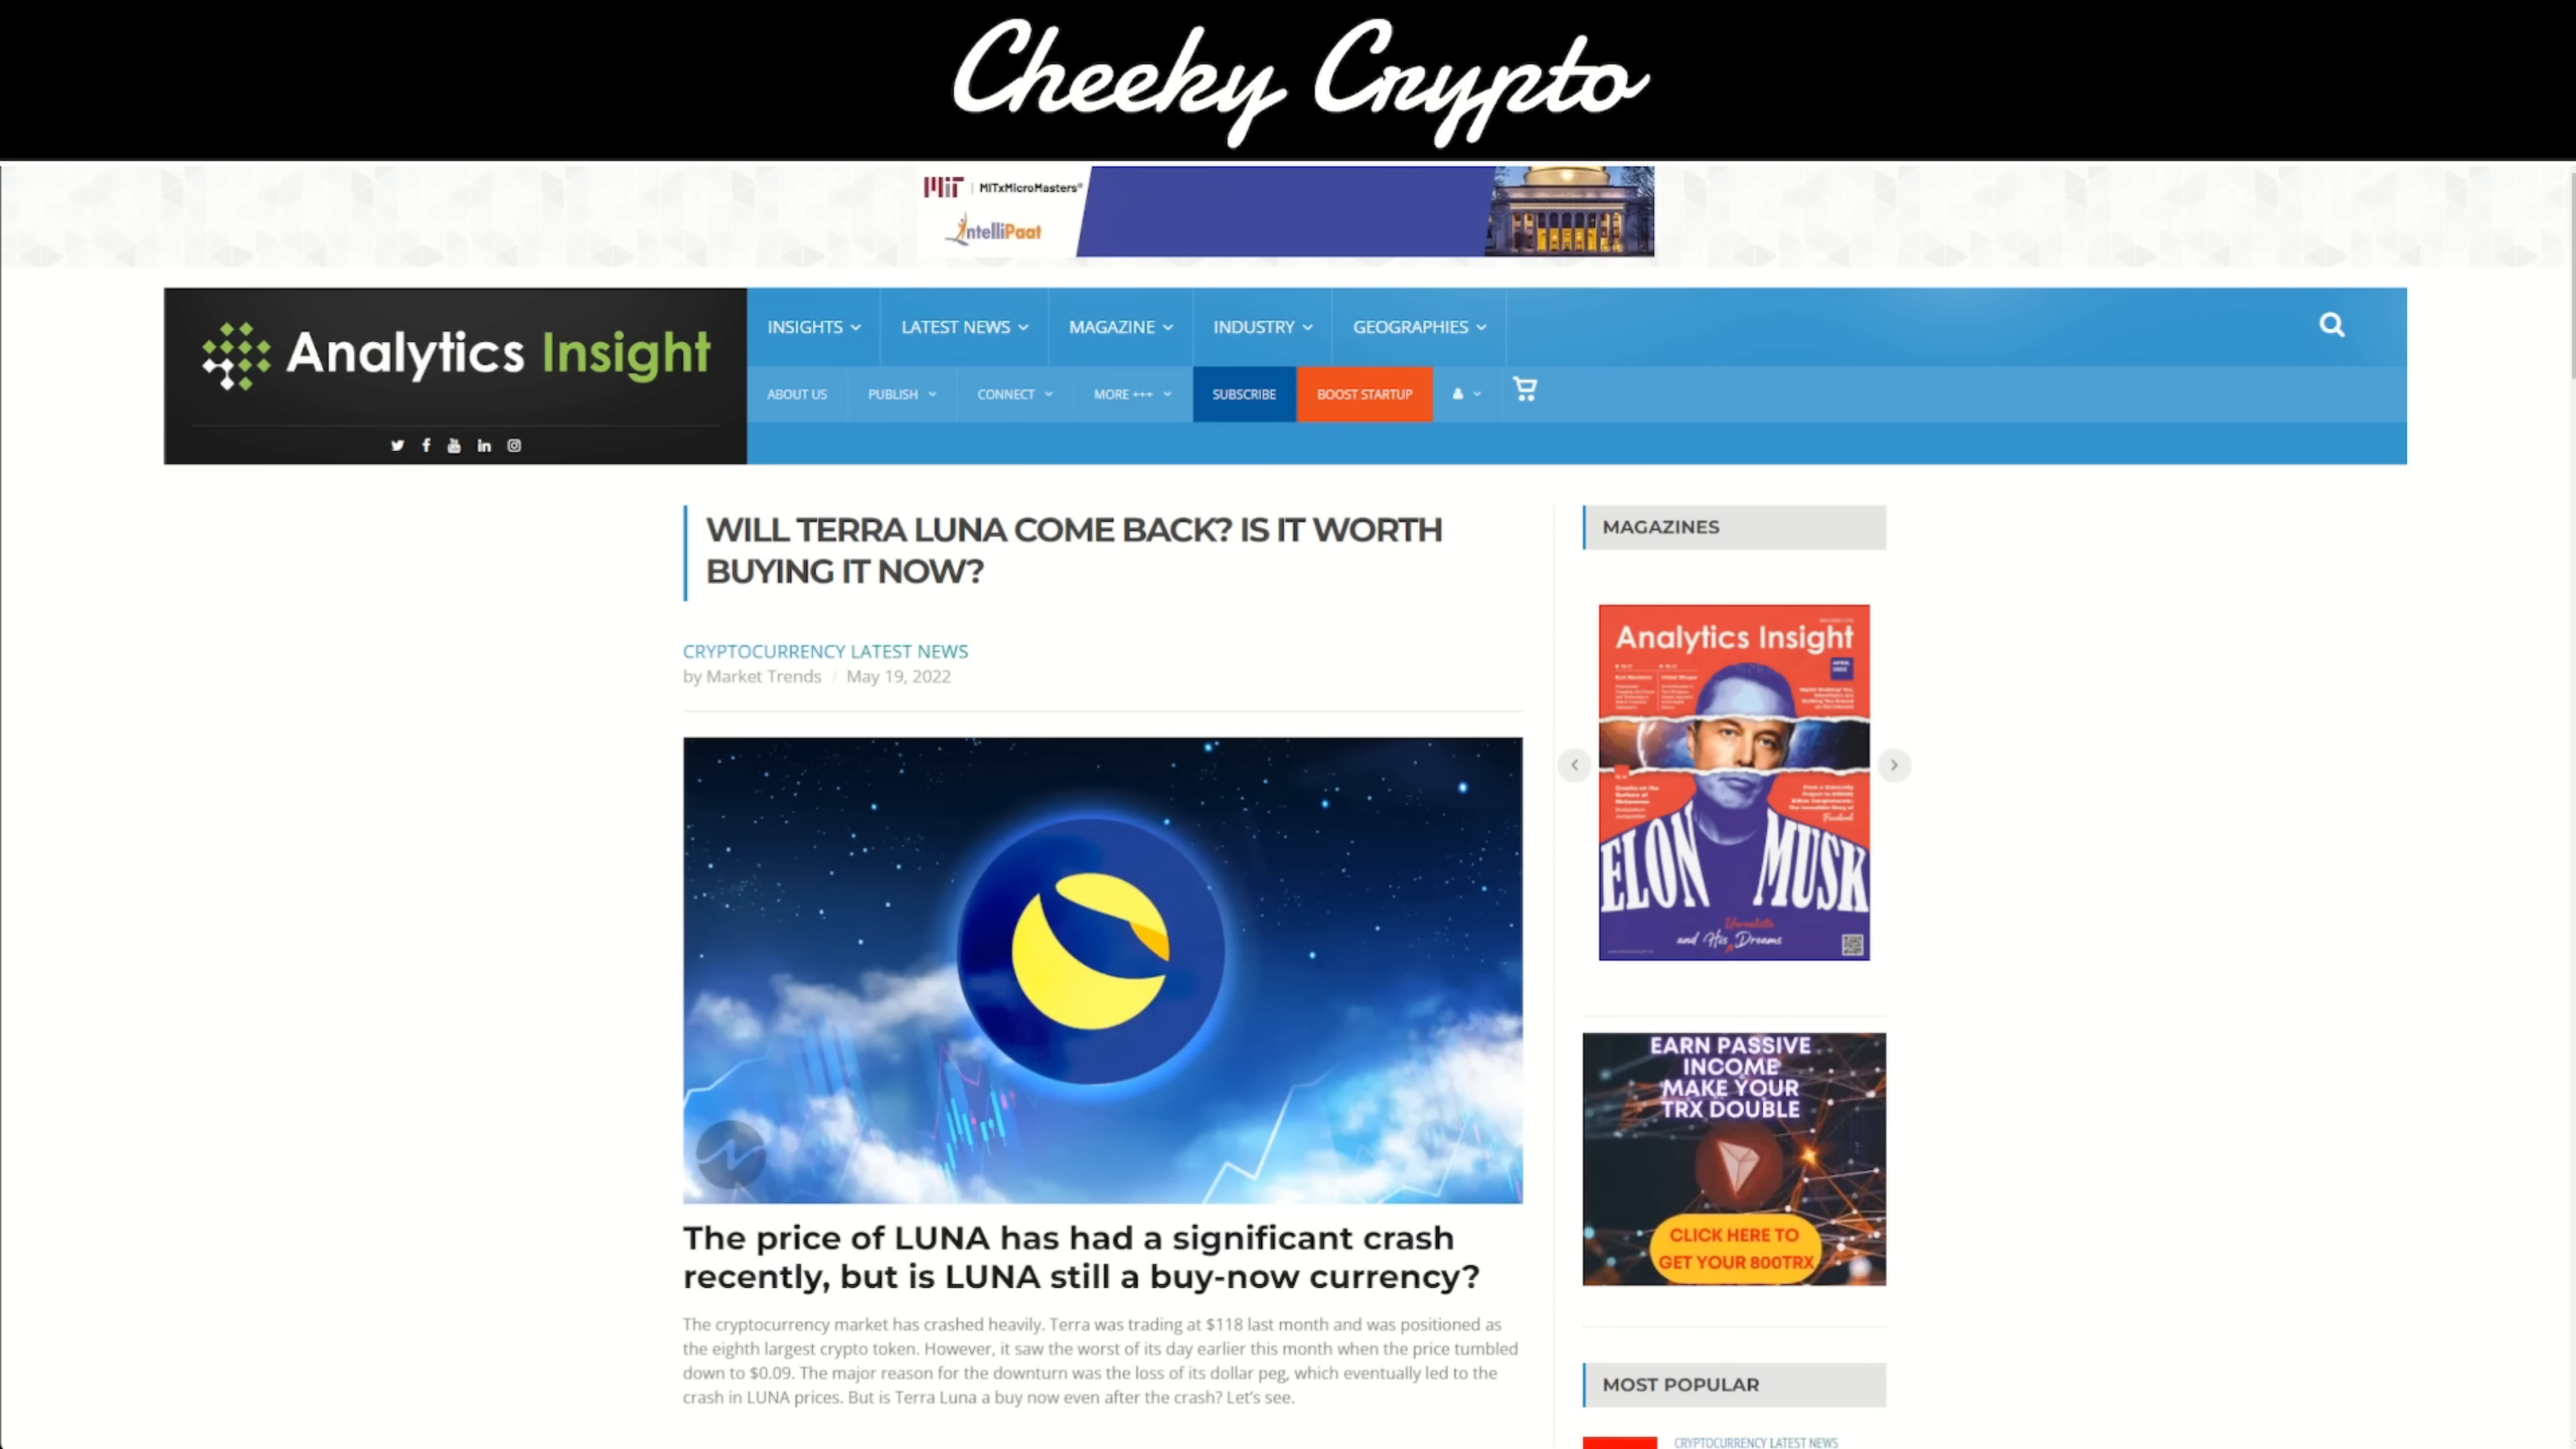 Cheeky Crypto
MIT | MITxMicroMasters®
IntelliPaat
Analytics Insight
INSIGHTS
LATEST NEWS
MAGAZINE
INDUSTRY
GEOGRAPHIES
ABOUT US
PUBLISH
CONNECT
MORE +++
SUBSCRIBE
BOOST STARTUP
WILL TERRA LUNA COME BACK? IS IT WORTH
BUYING IT NOW?
CRYPTOCURRENCY LATEST NEWS
by Market Trends / May 19, 2022
The price of LUNA has had a significant crash
recently, but is LUNA still a buy-now currency?
The cryptocurrency market has crashed heavily. Terra was trading at $118 last month and was positioned as
the eighth largest crypto token. However, it saw the worst of its day earlier this month when the price tumbled
down to $0.09. The major reason for the downturn was the loss of its dollar peg, which eventually led to the
crash in LUNA prices. But is Terra Luna a buy now even after the crash? Let's see.
MAGAZINES
Analytics Insight
APRIL
2022
ELON MUSK
Unrealistic
and His Dreams
EARN PASSIVE
INCOME
MAKE YOUR
TRX DOUBLE
CLICK HERE TO
GET YOUR 800TRX
MOST POPULAR
CRYPTOCURRENCY LATEST NEWS